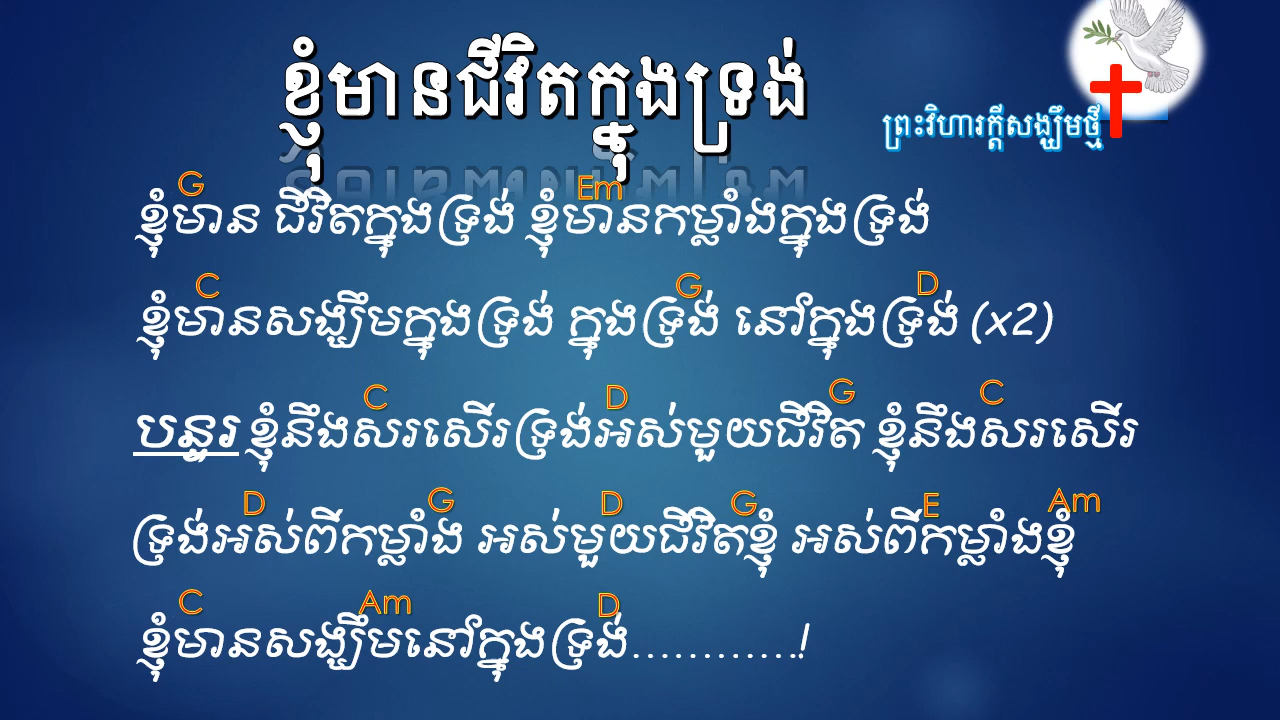 ខ្ញុំមានជីវិតក្នុងទ្រង់
ព្រះវិហារក្តីសង្ឃឹមថ្មី
G Em
ខ្ញុំមាន ជីវិតក្នុងទ្រង់ ខ្ញុំមានកម្លាំងក្នុងទ្រង់
C G D
ខ្ញុំមានសង្ឃឹមក្នុងទ្រង់ ក្នុងទ្រង់ នៅក្នុងទ្រង់ (x2)
C D G C
បន្ទរ ខ្ញុំនឹងសរសើរទ្រង់អស់មួយជីវិត ខ្ញុំនឹងសរសើរ
D G D G E Am
ទ្រង់អស់ពីកម្លាំង អស់មួយជីវិតខ្ញុំ អស់ពីកម្លាំងខ្ញុំ
C Am D
ខ្ញុំមានសង្ឃឹមនៅក្នុងទ្រង់............!